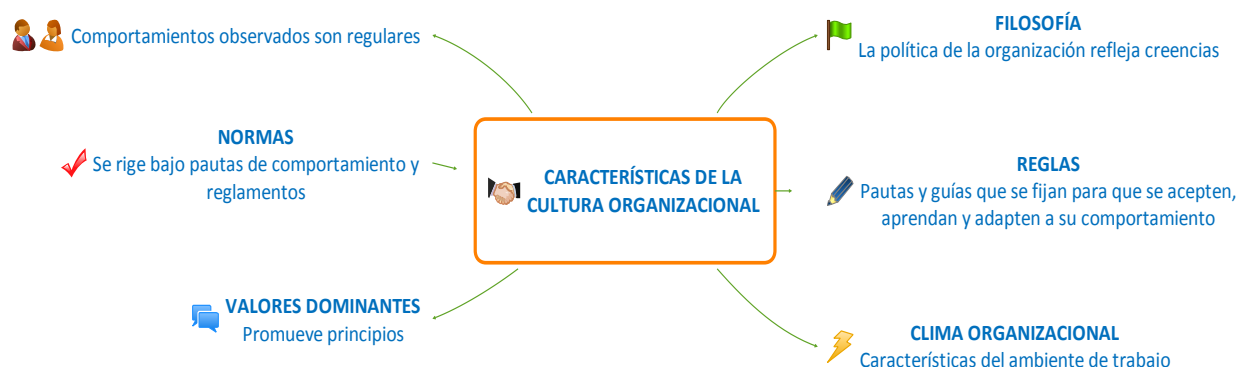 Comportamientos observados son regulares
NORMAS
Se rige bajo pautas de comportamiento y
reglamentos
VALORES DOMINANTES
Promueve principios
CARACTERÍSTICAS DE LA
CULTURA ORGANIZACIONAL
FILOSOFÍA
La política de la organización refleja creencias
REGLAS
Pautas y guías que se fijan para que se acepten,
aprendan y adapten a su comportamiento
CLIMA ORGANIZACIONAL
Características del ambiente de trabajo